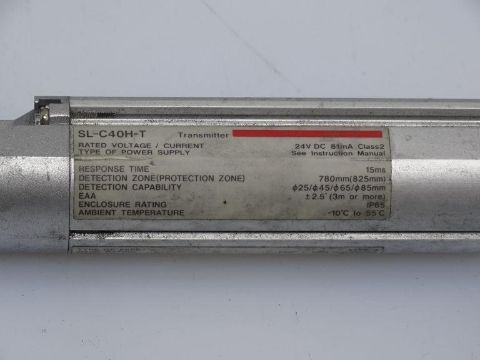 SL-C40H-T Transmitter
RATED VOLTAGE / CURRENT 24V DC 81mA Class2
TYPE OF POWER SUPPLY See Instruction Manual
RESPONSE TIME 15ms
DETECTION ZONE(PROTECTION ZONE) 780mm(825mm)
DETECTION CAPABILITY φ25/φ45/φ65/φ85mm
EAA ±2.5°(3m or more)
ENCLOSURE RATING IP65
AMBIENT TEMPERATURE -10°C to 55°C